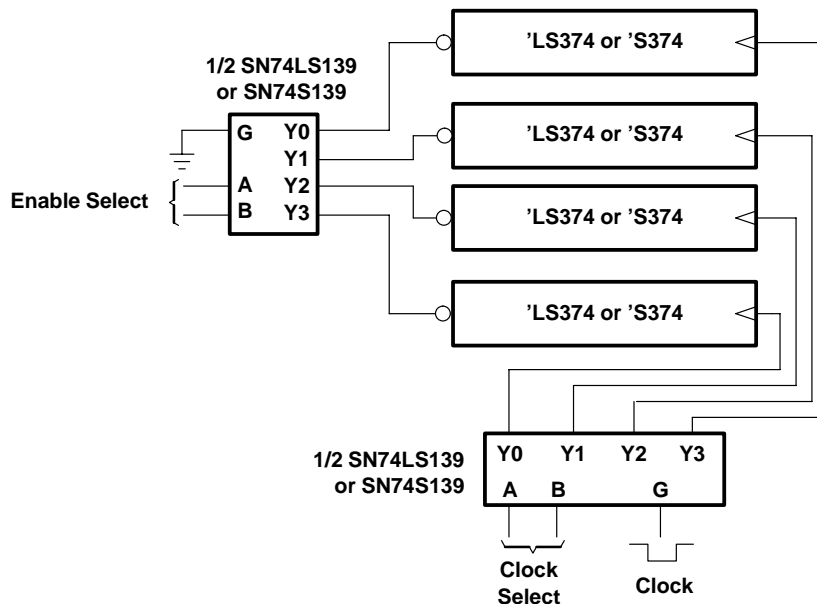 ’LS374 or ’S374
1/2 SN74LS139
or SN74S139
G Y0
Y1
A Y2
B Y3
Enable Select
’LS374 or ’S374
’LS374 or ’S374
’LS374 or ’S374
1/2 SN74LS139
or SN74S139
Y0 Y1 Y2 Y3
A B G
Clock
Select
Clock